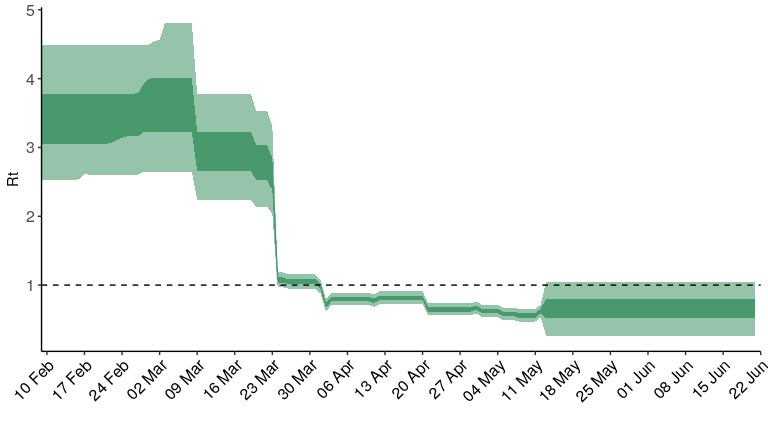 5
4
3
2
1
Rt
10 Feb
17 Feb
24 Feb
02 Mar
09 Mar
16 Mar
23 Mar
30 Mar
06 Apr
13 Apr
20 Apr
27 Apr
04 May
11 May
18 May
25 May
01 Jun
08 Jun
15 Jun
22 Jun